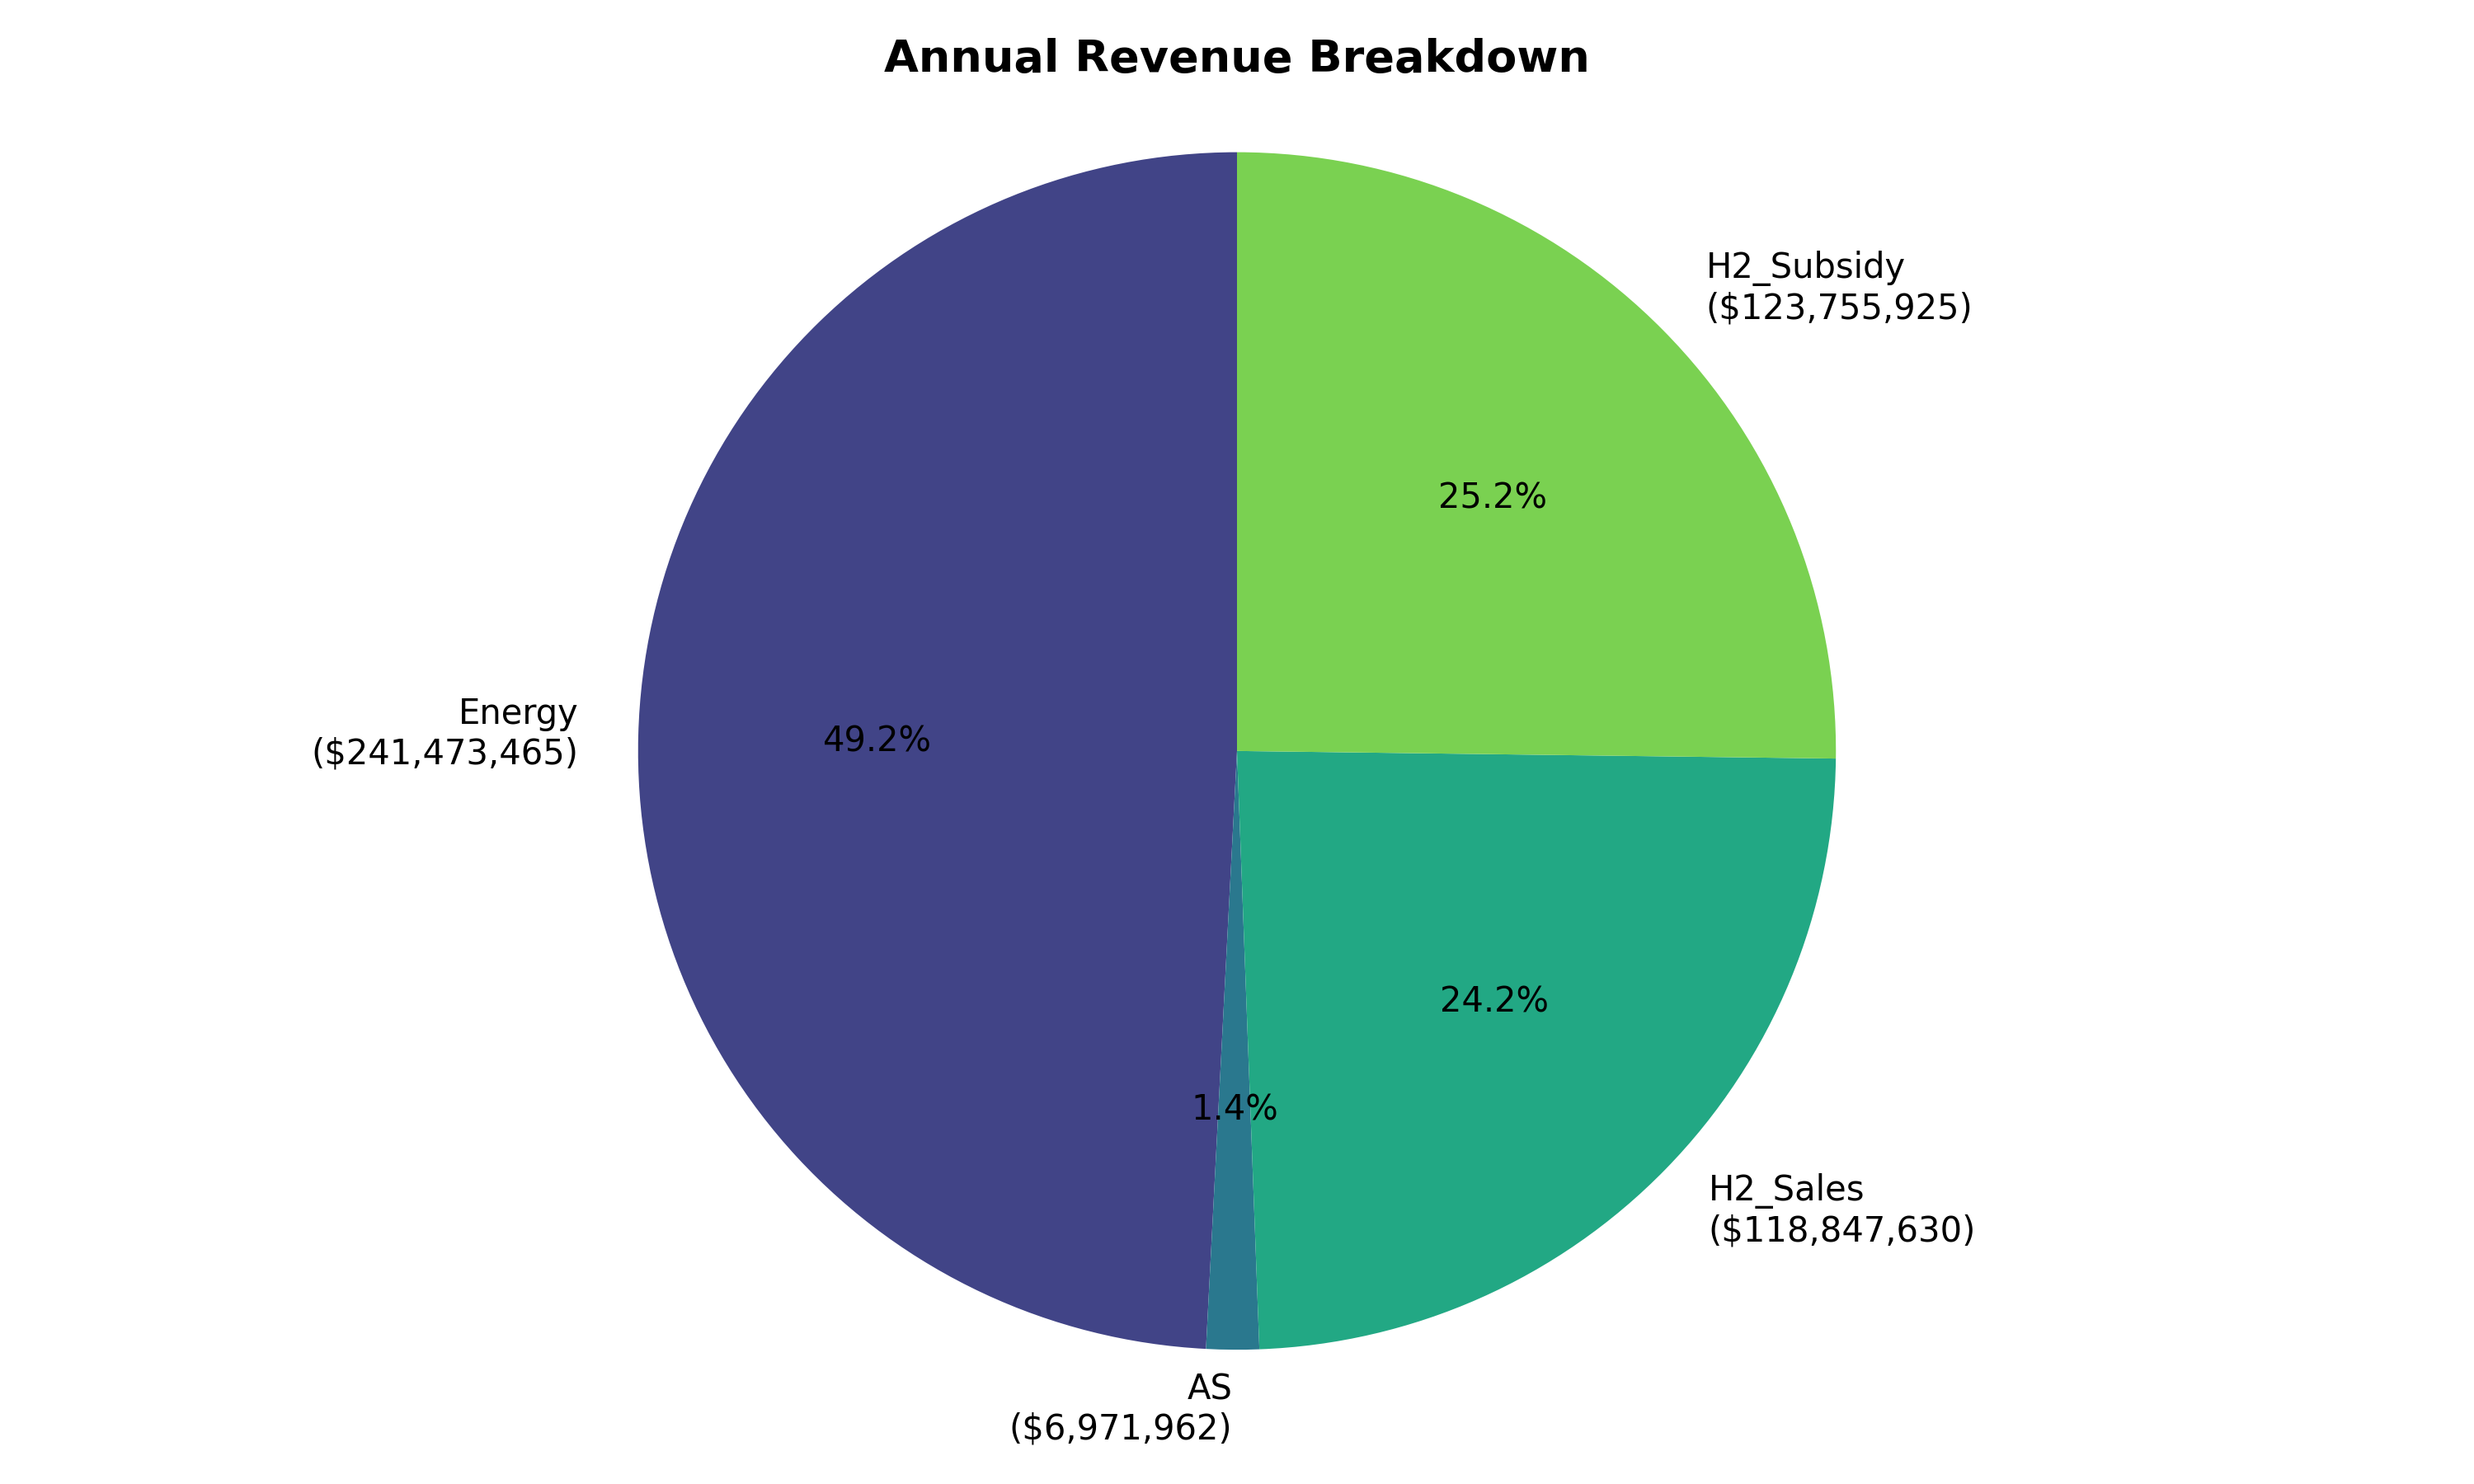 Annual Revenue Breakdown
H2_Subsidy
($123,755,925)
25.2%
Energy
($241,473,465)
49.2%
24.2%
1.4%
H2_Sales
($118,847,630)
AS
($6,971,962)